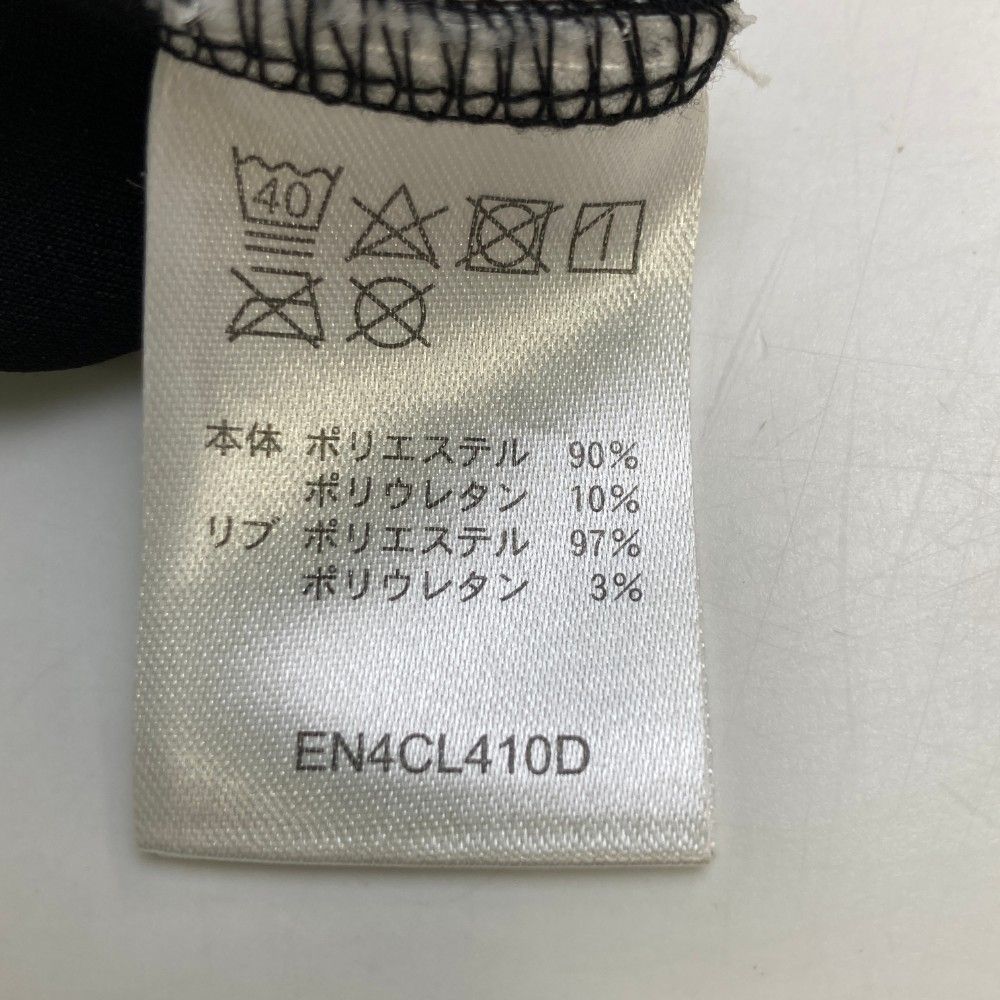 40
本体 ポリエステル 90%
ポリウレタン 10%
リブ ポリエステル 97%
ポリウレタン 3%
EN4CL410D